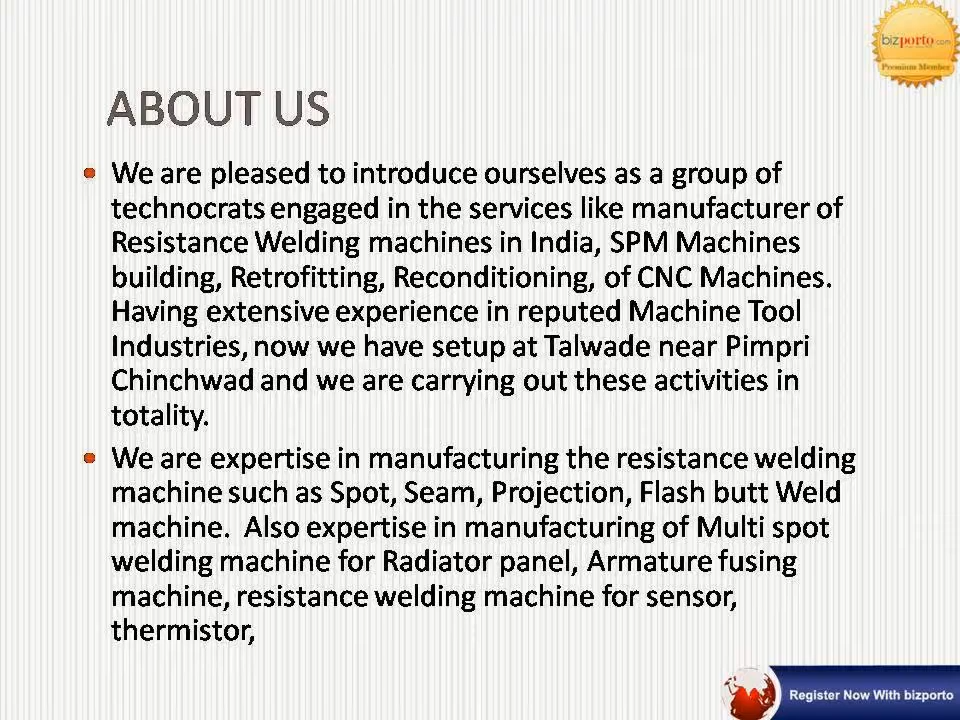 bizporto.com
Premium Member
ABOUT US
• We are pleased to introduce ourselves as a group of
technocrats engaged in the services like manufacturer of
Resistance Welding machines in India, SPM Machines
building, Retrofitting, Reconditioning, of CNC Machines.
Having extensive experience in reputed Machine Tool
Industries, now we have setup at Talwade near Pimpri
Chinchwad and we are carrying out these activities in
totality.
• We are expertise in manufacturing the resistance welding
machine such as Spot, Seam, Projection, Flash butt Weld
machine. Also expertise in manufacturing of Multi spot
welding machine for Radiator panel, Armature fusing
machine, resistance welding machine for sensor,
thermistor,
Register Now With bizporto